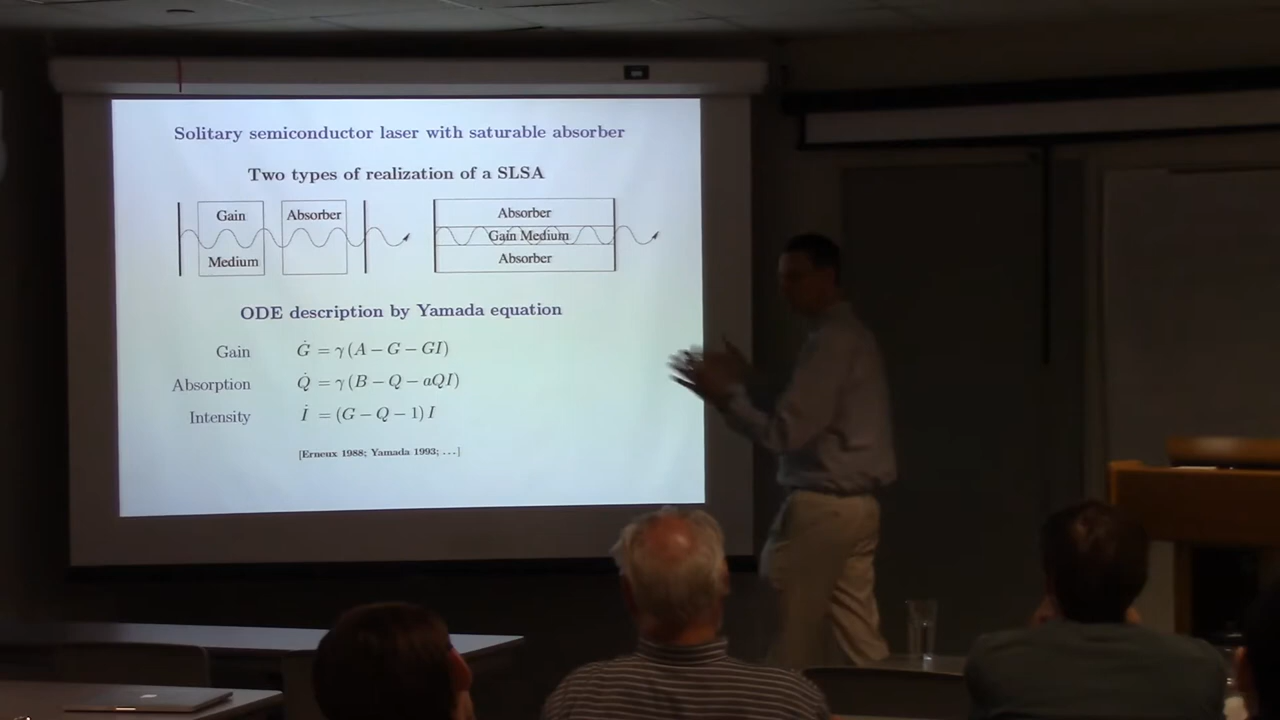 Solitary semiconductor laser with saturable absorber
Two types of realization of a SLSA
Gain
Medium
Absorber
Absorber
Gain Medium
Absorber
ODE description by Yamada equation
Gain Ġ = γ(A − G − GI)
Absorption Q̇ = γ(B − Q − aQI)
Intensity İ = (G − Q − 1) I
[Erneux 1988; Yamada 1993; ...]